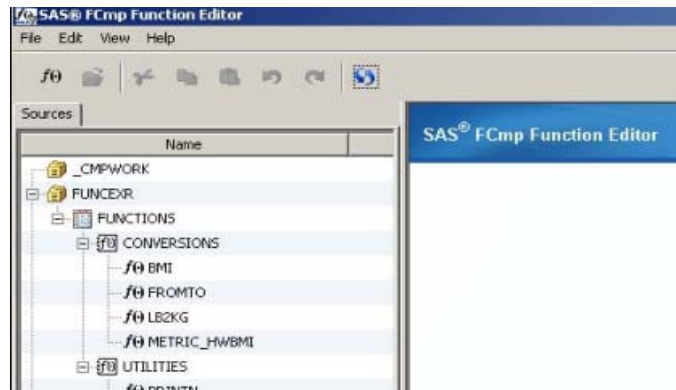 SAS® FCmp Function Editor
File Edit View Help
Sources
Name
SAS® FCmp Function Editor
_CMPWORK
FUNCEXR
FUNCTIONS
CONVERSIONS
BMI
FROMTO
LB2KG
METRIC_HWBMI
UTILITIES